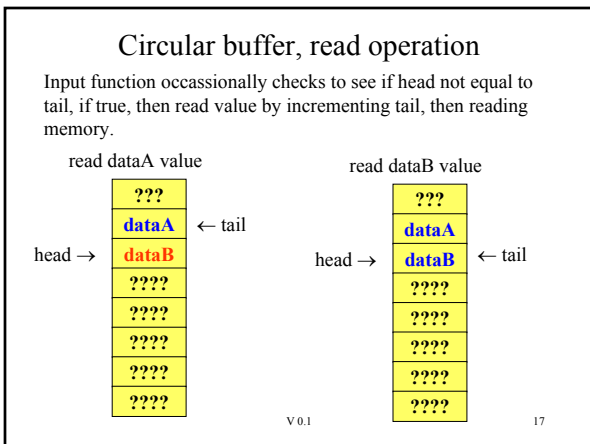 Circular buffer, read operation
Input function occassionally checks to see if head not equal to
tail, if true, then read value by incrementing tail, then reading
memory.
read dataA value
???
dataA ← tail
head → dataB
????
????
????
????
????
read dataB value
???
dataA
head → dataB ← tail
????
????
????
????
????
V 0.1
17